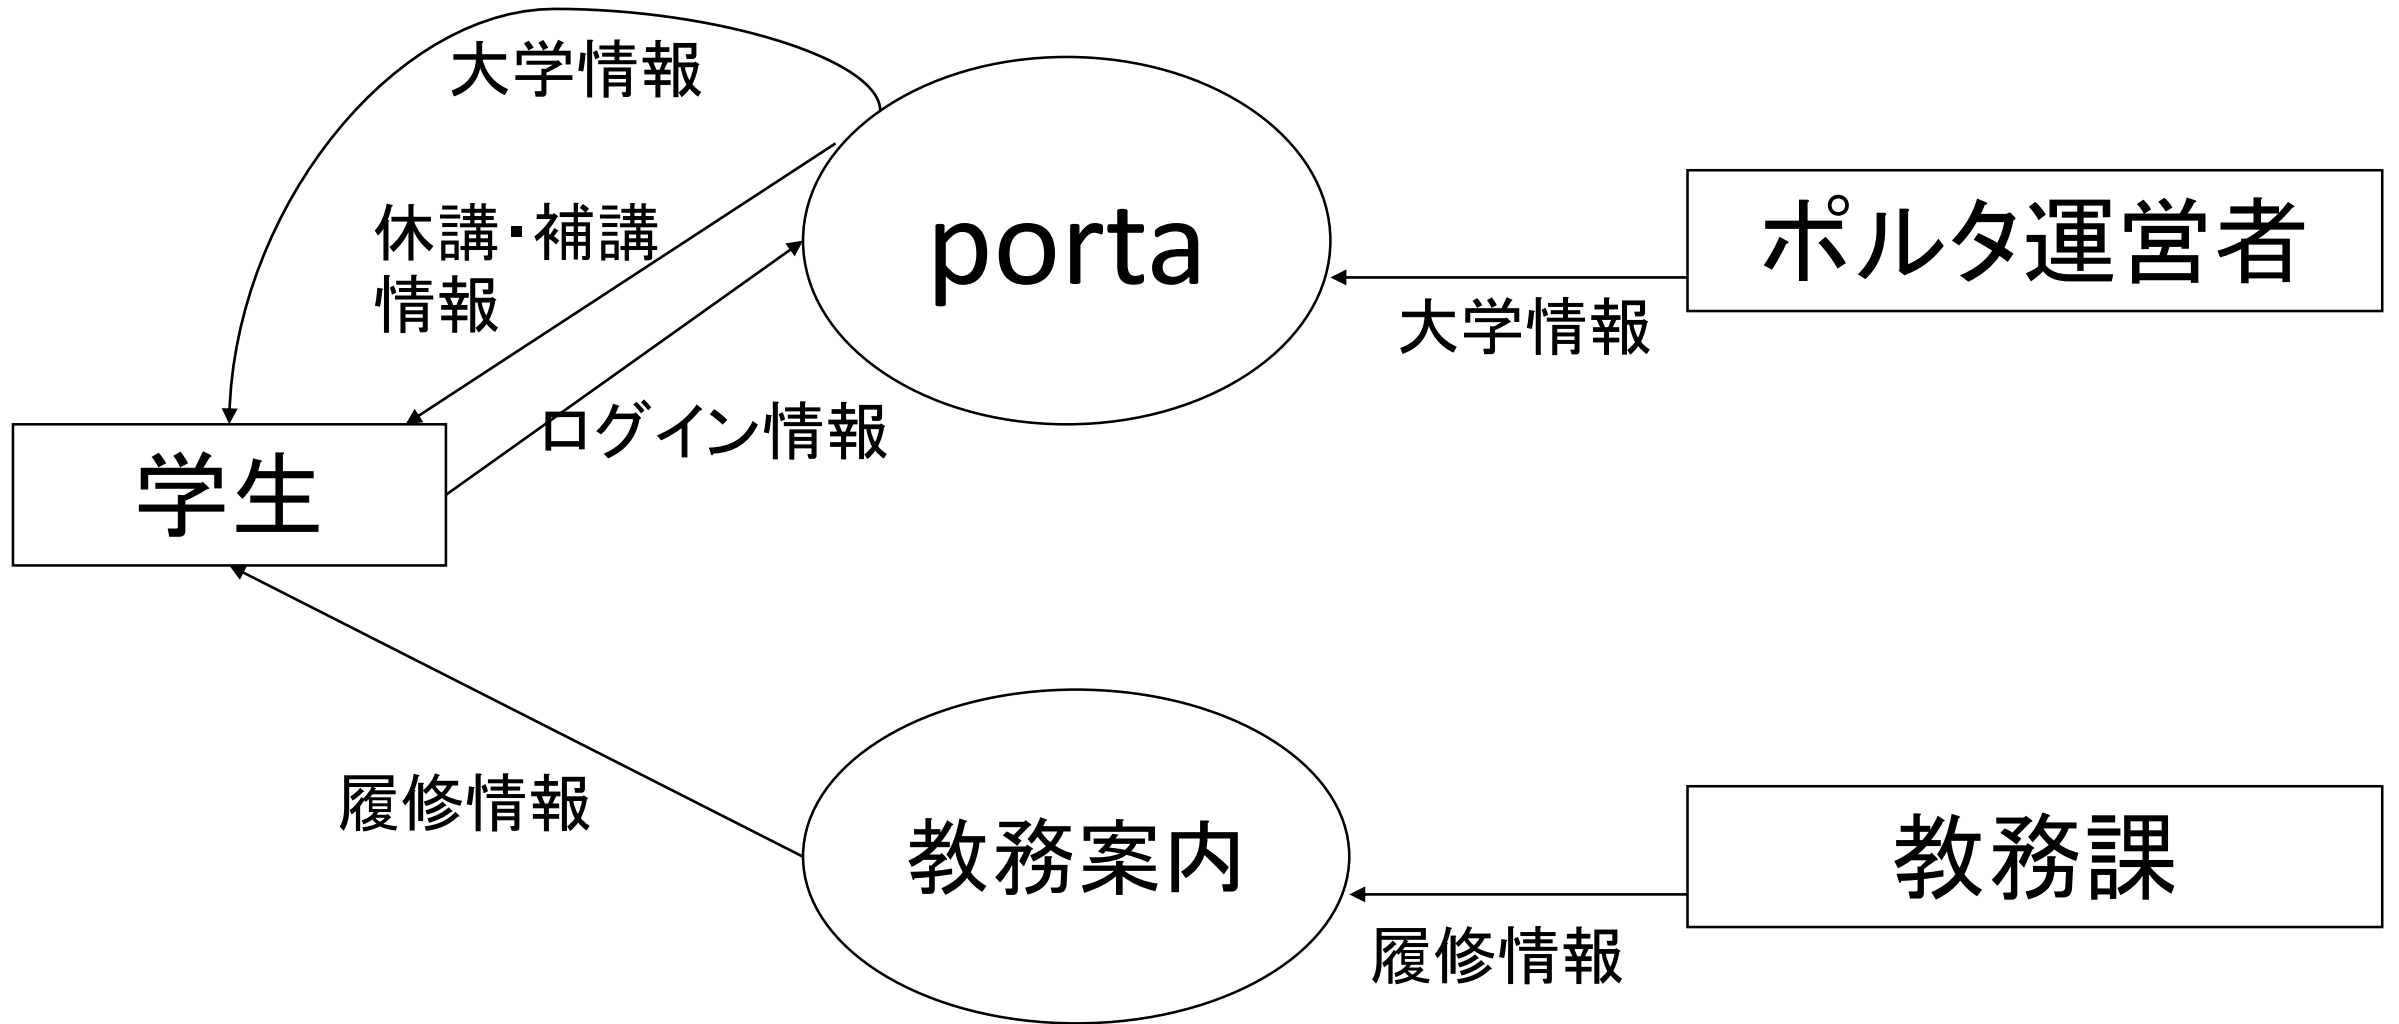 大学情報
休講・補講
情報
porta
ポルタ運営者
大学情報
ログイン情報
学生
履修情報
教務案内
教務課
履修情報